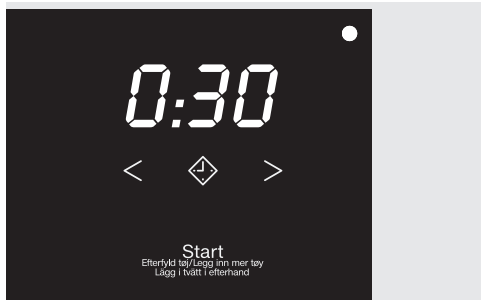 0:30
< >
Start
Efterfyld tøj/Legg inn mer tøy
Lägg i tvätt i efterhand